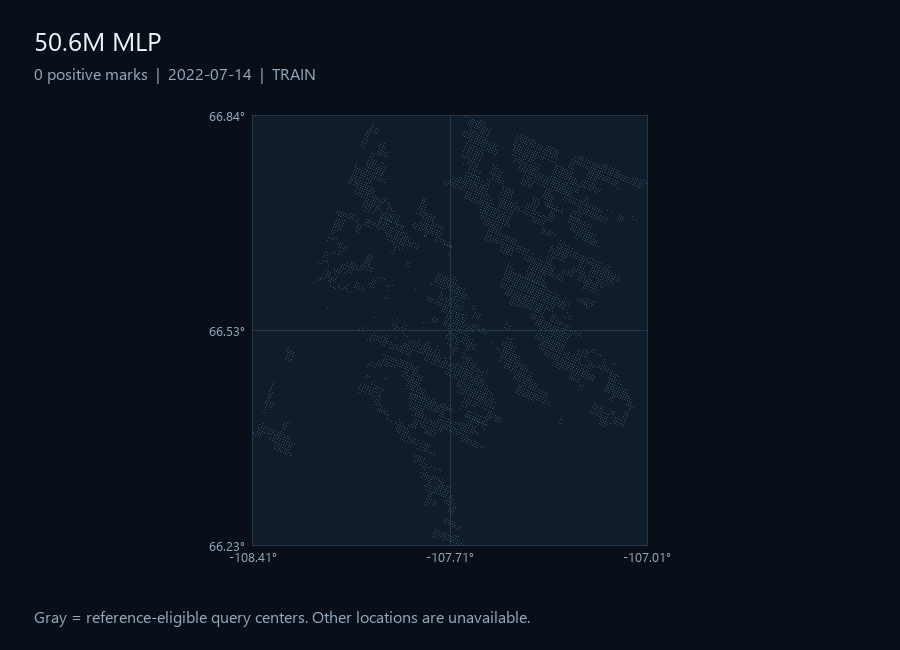 50.6M MLP
0 positive marks | 2022-07-14 | TRAIN
66.84°
66.53°
66.23°
-108.41° -107.71° -107.01°
Gray = reference-eligible query centers. Other locations are unavailable.